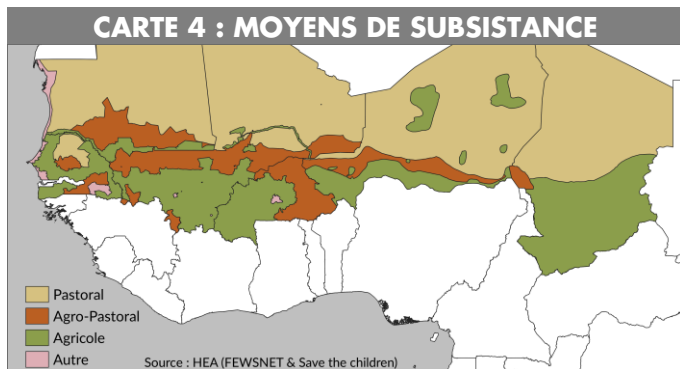 CARTE 4 : MOYENS DE SUBSISTANCE
Pastoral
Agro-Pastoral
Agricole
Autre
Source : HEA (FEWSNET & Save the children)